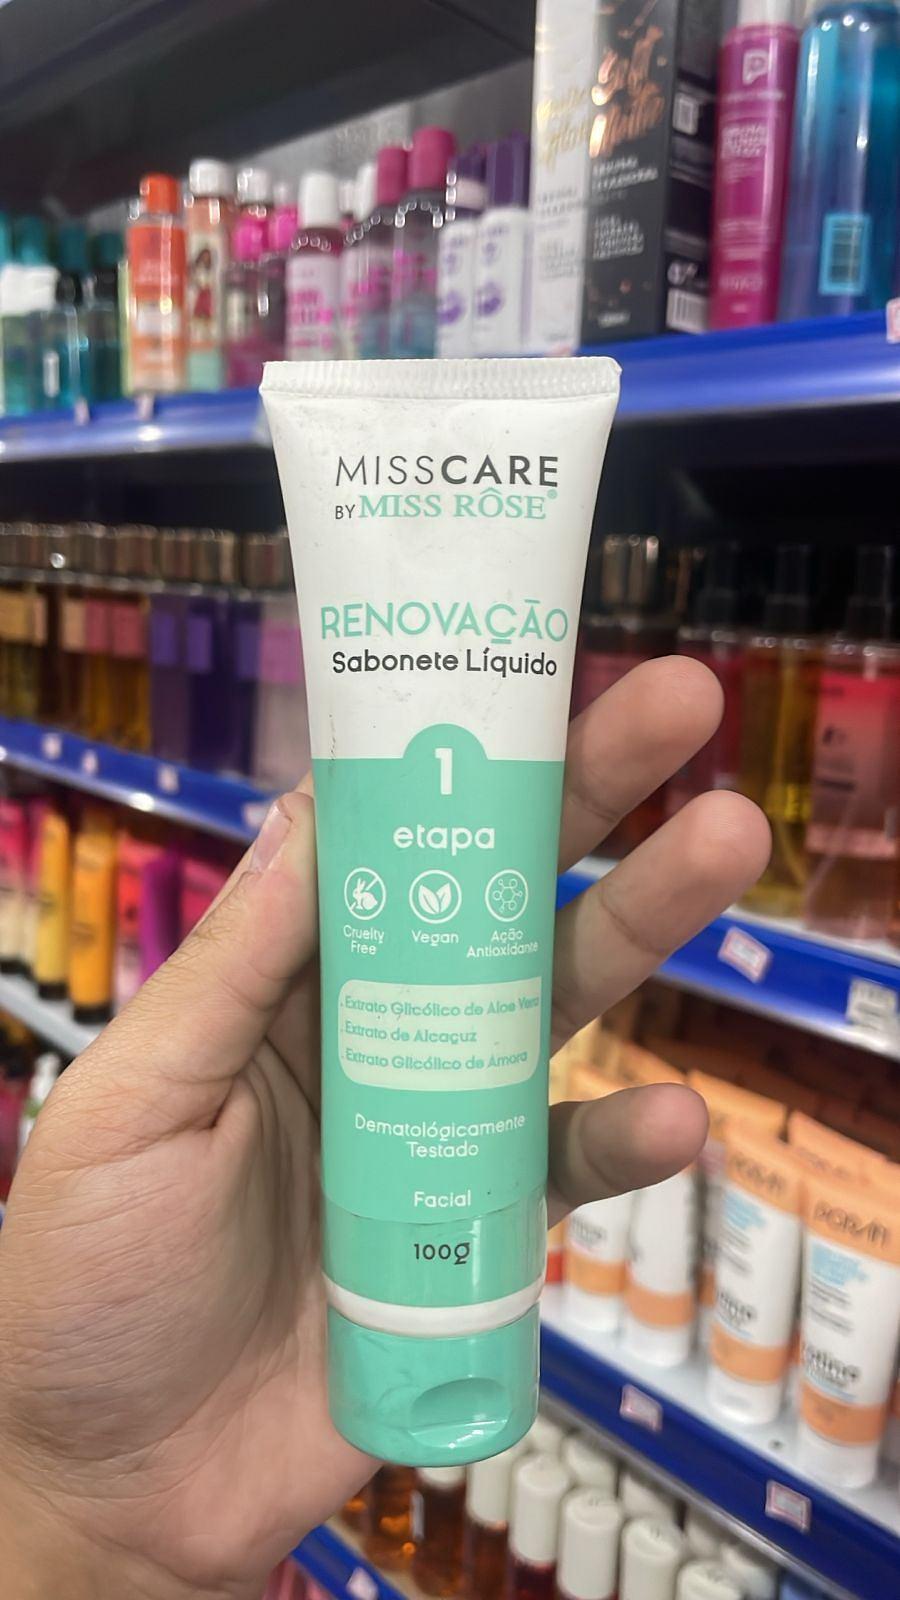 MISSCARE
BY MISS RÔSE®
RENOVAÇÃO
Sabonete Líquido
1
etapa
Cruelty
Free
Vegan
Ação
Antioxidante
. Extrato Glicólico de Aloe Vera
. Extrato de Alcaçuz
. Extrato Glicólico de Amora
Dematológicamente
Testado
Facial
100g